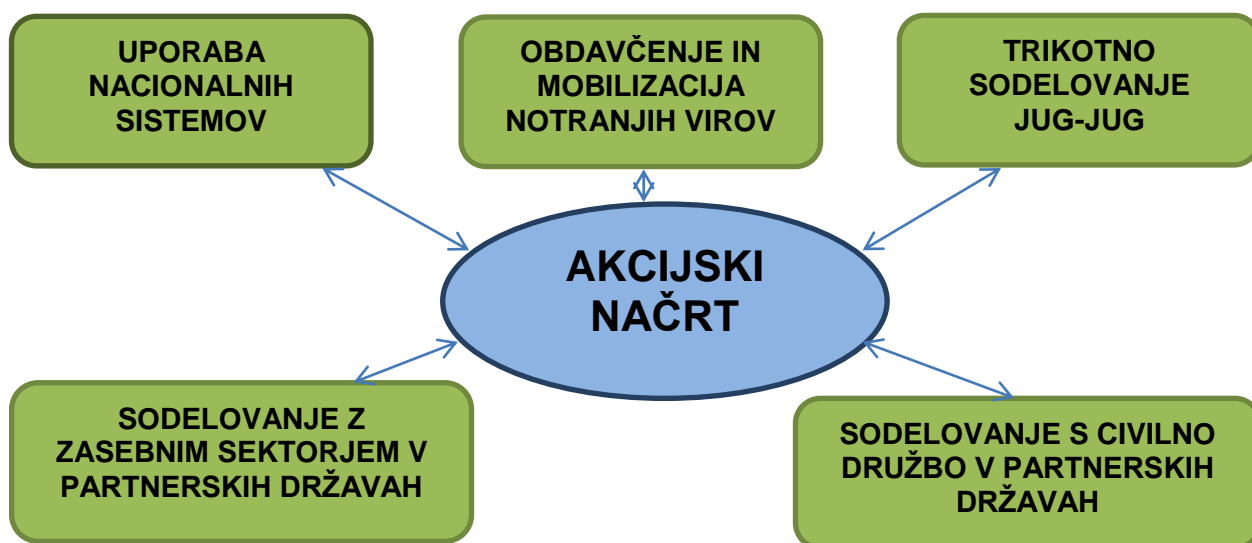 UPORABA
NACIONALNIH
SISTEMOV
OBDAVČENJE IN
MOBILIZACIJA
NOTRANJIH VIROV
TRIKOTNO
SODELOVANJE
JUG-JUG
AKCIJSKI
NAČRT
SODELOVANJE Z
ZASEBNIM SEKTORJEM V
PARTNERSKIH DRŽAVAH
SODELOVANJE S CIVILNO
DRUŽBO V PARTNERSKIH
DRŽAVAH